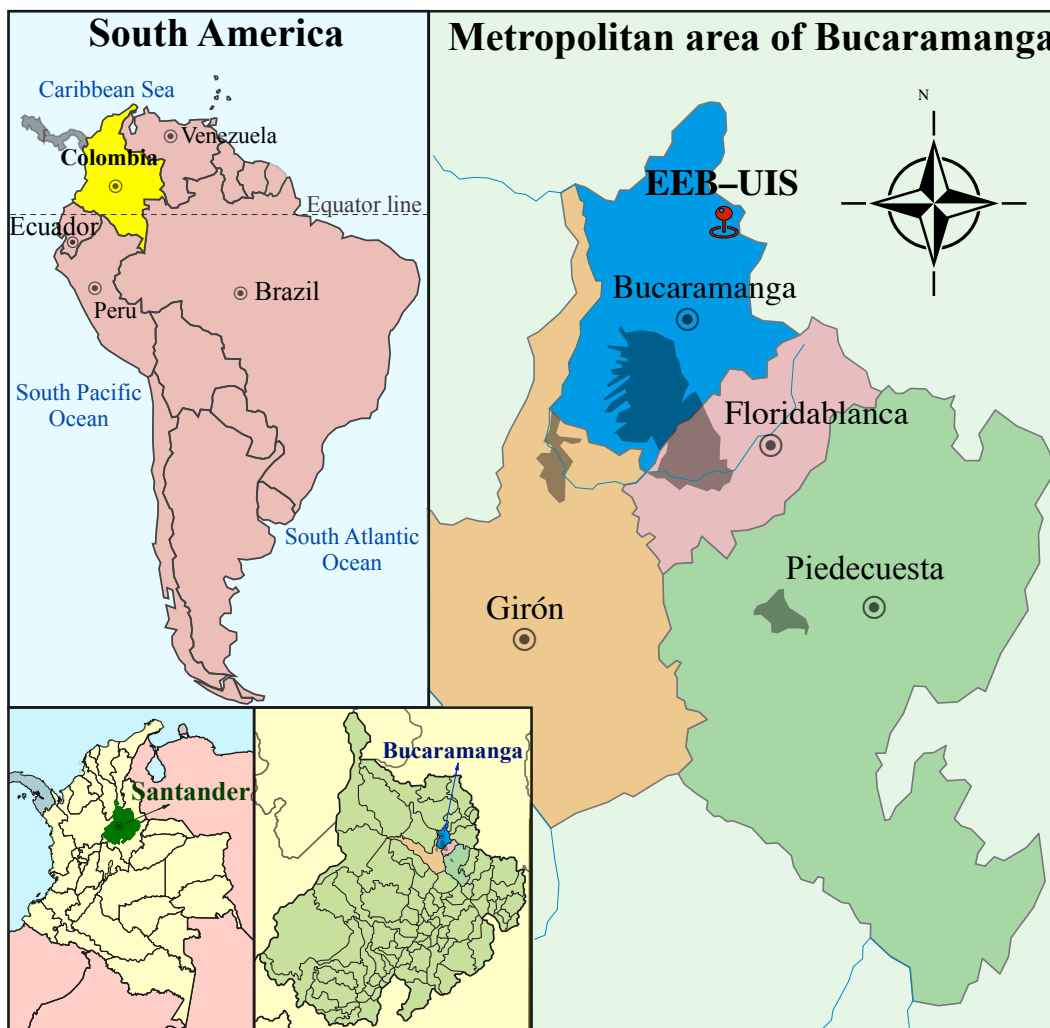 South America
Caribbean Sea
Venezuela
Colombia
Equator line
Ecuador
Peru
Brazil
South Pacific
Ocean
South Atlantic
Ocean
Metropolitan area of Bucaramanga
N
EEB–UIS
Bucaramanga
Floridablanca
Piedecuesta
Girón
Santander
Bucaramanga